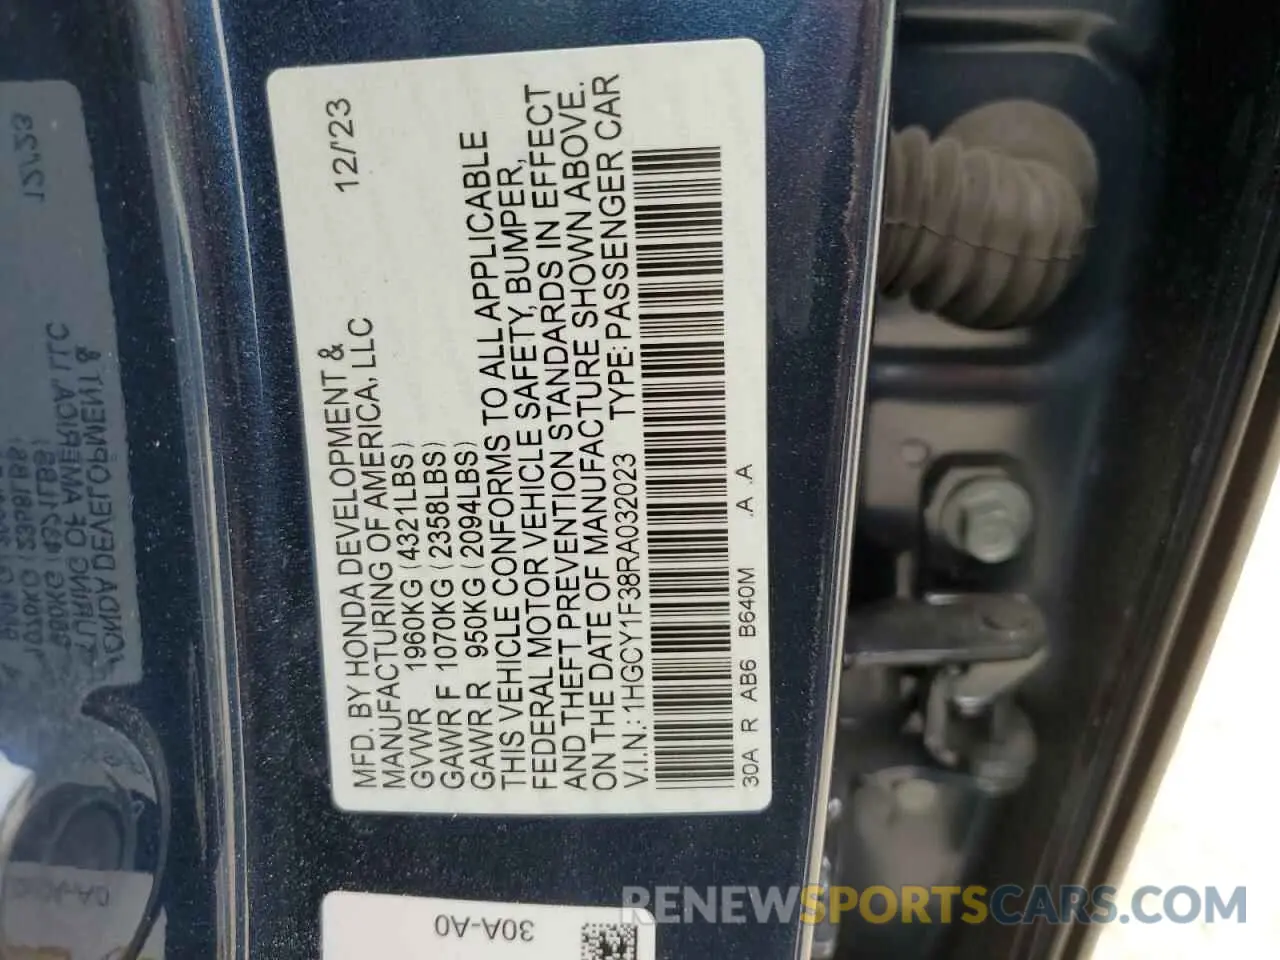 MFD. BY HONDA DEVELOPMENT & 12/'23
MANUFACTURING OF AMERICA, LLC
GVWR 1960KG (4321LBS)
GAWR F 1070KG (2358LBS)
GAWR R 950KG (2094LBS)
THIS VEHICLE CONFORMS TO ALL APPLICABLE
FEDERAL MOTOR VEHICLE SAFETY, BUMPER,
AND THEFT PREVENTION STANDARDS IN EFFECT
ON THE DATE OF MANUFACTURE SHOWN ABOVE.
V.I.N.: 1HGCY1F38RA032023 TYPE: PASSENGER CAR
30A R AB6 B640M .A .A
30A-A0
RENEWSPORTSCARS.COM